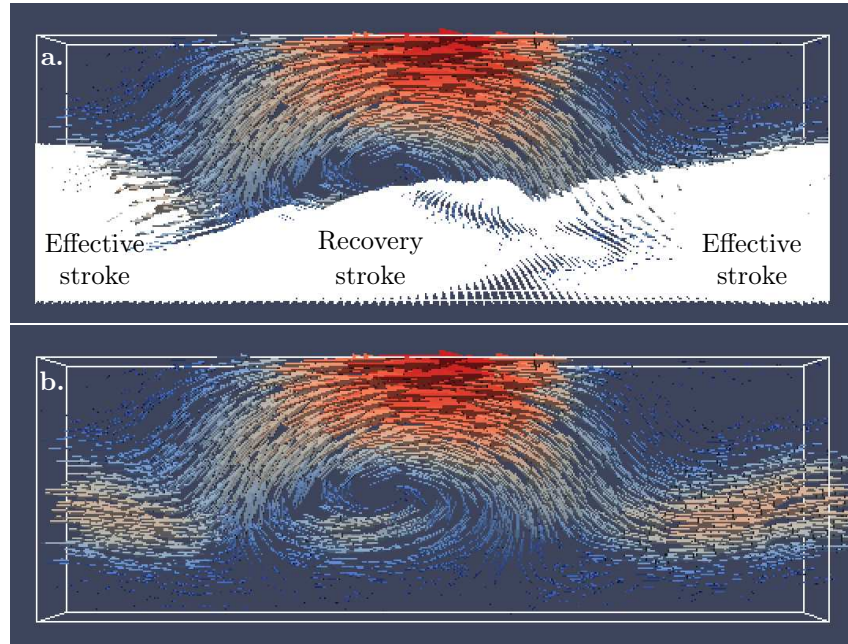 a.
Effective
stroke
Recovery
stroke
Effective
stroke
b.